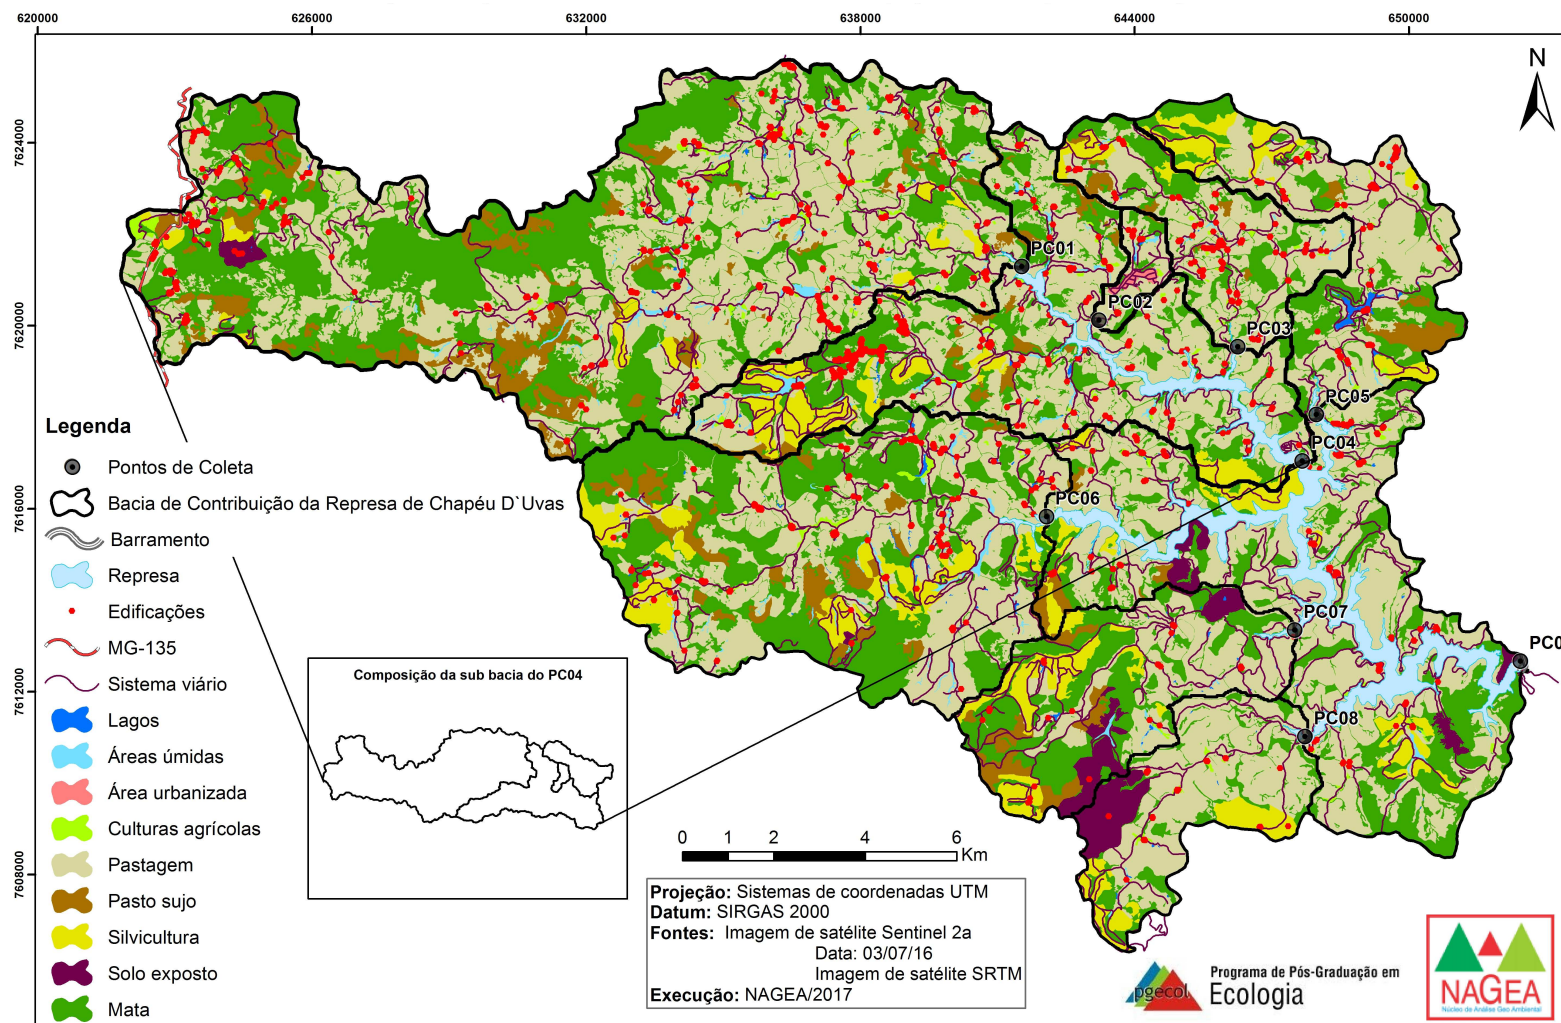 620000
626000
632000
638000
644000
650000
N
7624000
7620000
7616000
7612000
7608000
PC01
PC02
PC03
PC05
PC04
PC06
PC07
PC08
PC0
Legenda
Pontos de Coleta
Bacia de Contribuição da Represa de Chapéu D`Uvas
Barramento
Represa
Edificações
MG-135
Sistema viário
Lagos
Áreas úmidas
Área urbanizada
Culturas agrícolas
Pastagem
Pasto sujo
Silvicultura
Solo exposto
Mata
Composição da sub bacia do PC04
0 1 2 4 6
Km
Projeção: Sistemas de coordenadas UTM
Datum: SIRGAS 2000
Fontes: Imagem de satélite Sentinel 2a
Data: 03/07/16
Imagem de satélite SRTM
Execução: NAGEA/2017
pgecol
Programa de Pós-Graduação em
Ecologia
NAGEA
Núcleo de Análise Geo Ambiental